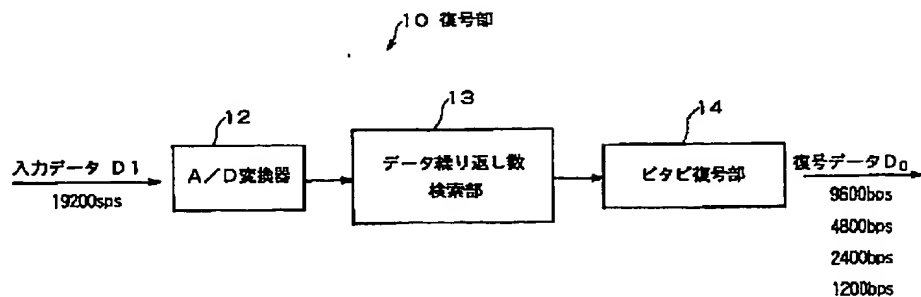 10 復号部
12
13
14
入力データ D1
19200sps
A/D変換器
データ繰り返し数
検索部
ビタビ復号部
復号データD₀
9600bps
4800bps
2400bps
1200bps